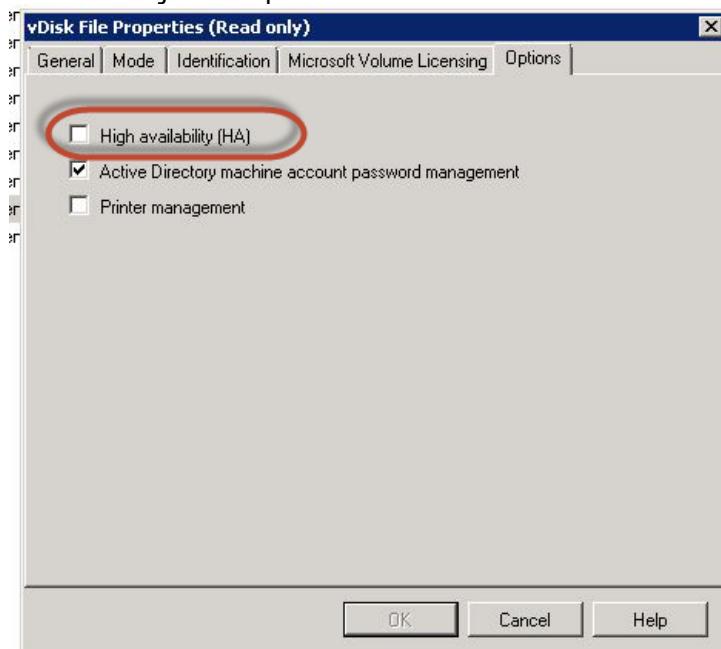 vDisk File Properties (Read only)
General Mode Identification Microsoft Volume Licensing Options
High availability (HA)
Active Directory machine account password management
Printer management
OK Cancel Help